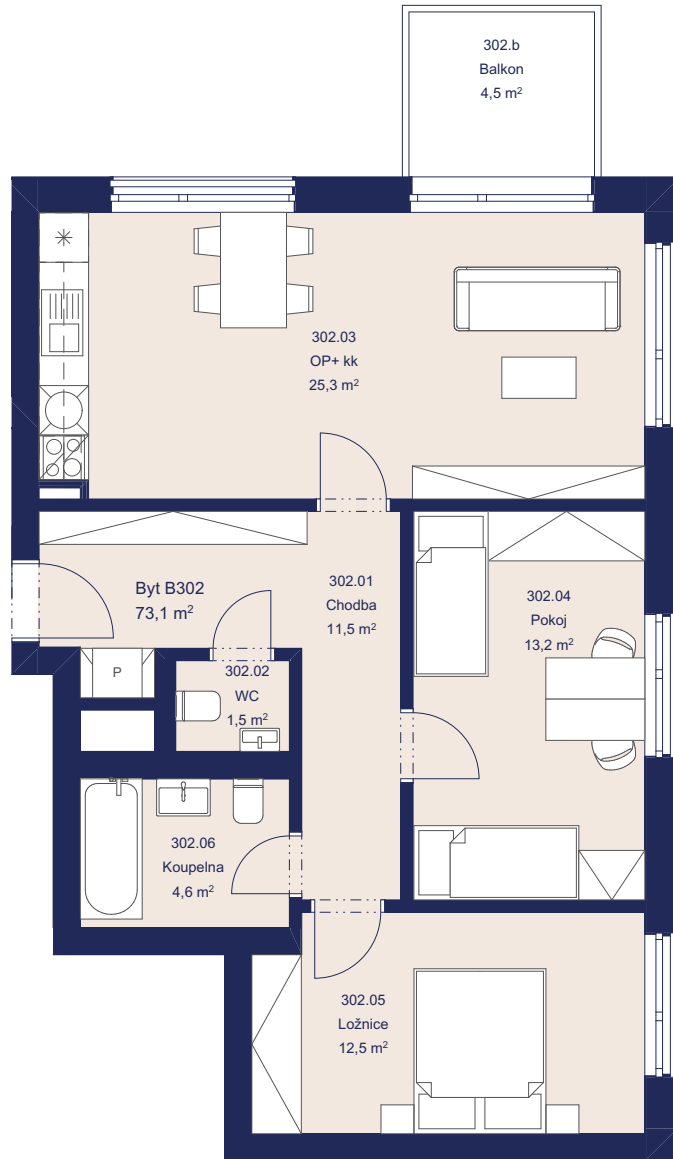 302.b
Balkon
4,5 m²
302.03
OP+ kk
25,3 m²
Byt B302
73,1 m²
302.01
Chodba
11,5 m²
302.04
Pokoj
13,2 m²
P
302.02
WC
1,5 m²
302.06
Koupelna
4,6 m²
302.05
Ložnice
12,5 m²